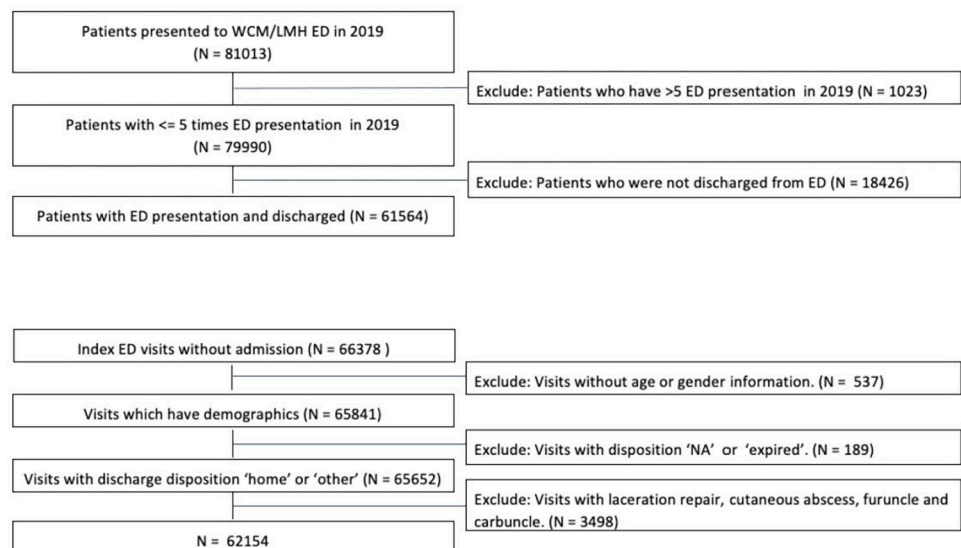 Patients presented to WCM/LMH ED in 2019
(N = 81013)
Exclude: Patients who have >5 ED presentation in 2019 (N = 1023)
Patients with <= 5 times ED presentation in 2019
(N = 79990)
Exclude: Patients who were not discharged from ED (N = 18426)
Patients with ED presentation and discharged (N = 61564)
Index ED visits without admission (N = 66378 )
Exclude: Visits without age or gender information. (N = 537)
Visits which have demographics (N = 65841)
Exclude: Visits with disposition ‘NA’ or ‘expired’. (N = 189)
Visits with discharge disposition ‘home’ or ‘other’ (N = 65652)
Exclude: Visits with laceration repair, cutaneous abscess, furuncle and
carbuncle. (N = 3498)
N = 62154